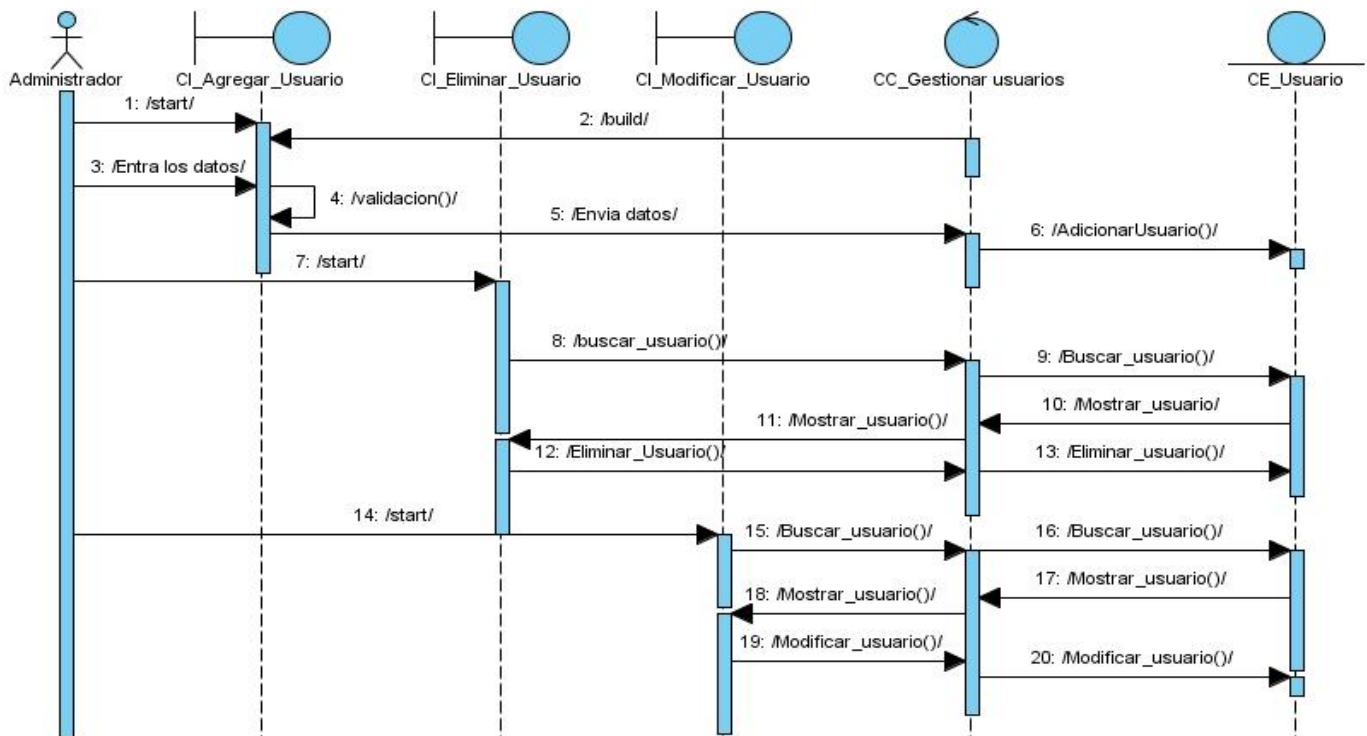 Administrador
CI_Agregar_Usuario
CI_Eliminar_Usuario
CI_Modificar_Usuario
CC_Gestionar usuarios
CE_Usuario
1: /start/
2: /build/
3: /Entra los datos/
4: /validacion()/
5: /Envia datos/
6: /AdicionarUsuario()/
7: /start/
8: /buscar_usuario()/
9: /Buscar_usuario()/
10: /Mostrar_usuario/
11: /Mostrar_usuario()/
12: /Eliminar_Usuario()/
13: /Eliminar_usuario()/
14: /start/
15: /Buscar_usuario()/
16: /Buscar_usuario()/
17: /Mostrar_usuario()/
18: /Mostrar_usuario()/
19: /Modificar_usuario()/
20: /Modificar_usuario()/